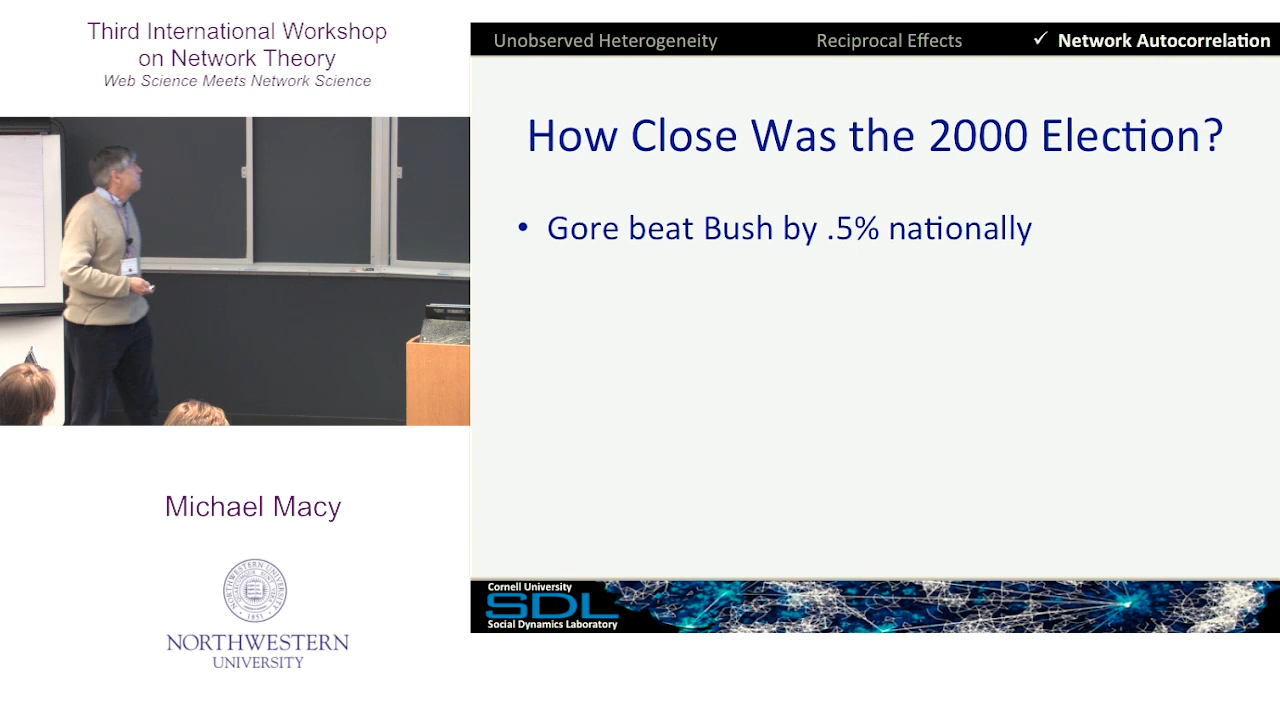 Third International Workshop
on Network Theory
Web Science Meets Network Science
Unobserved Heterogeneity Reciprocal Effects ✓ Network Autocorrelation
How Close Was the 2000 Election?
• Gore beat Bush by .5% nationally
Michael Macy
NORTHWESTERN
UNIVERSITY
Cornell University
SDL
Social Dynamics Laboratory